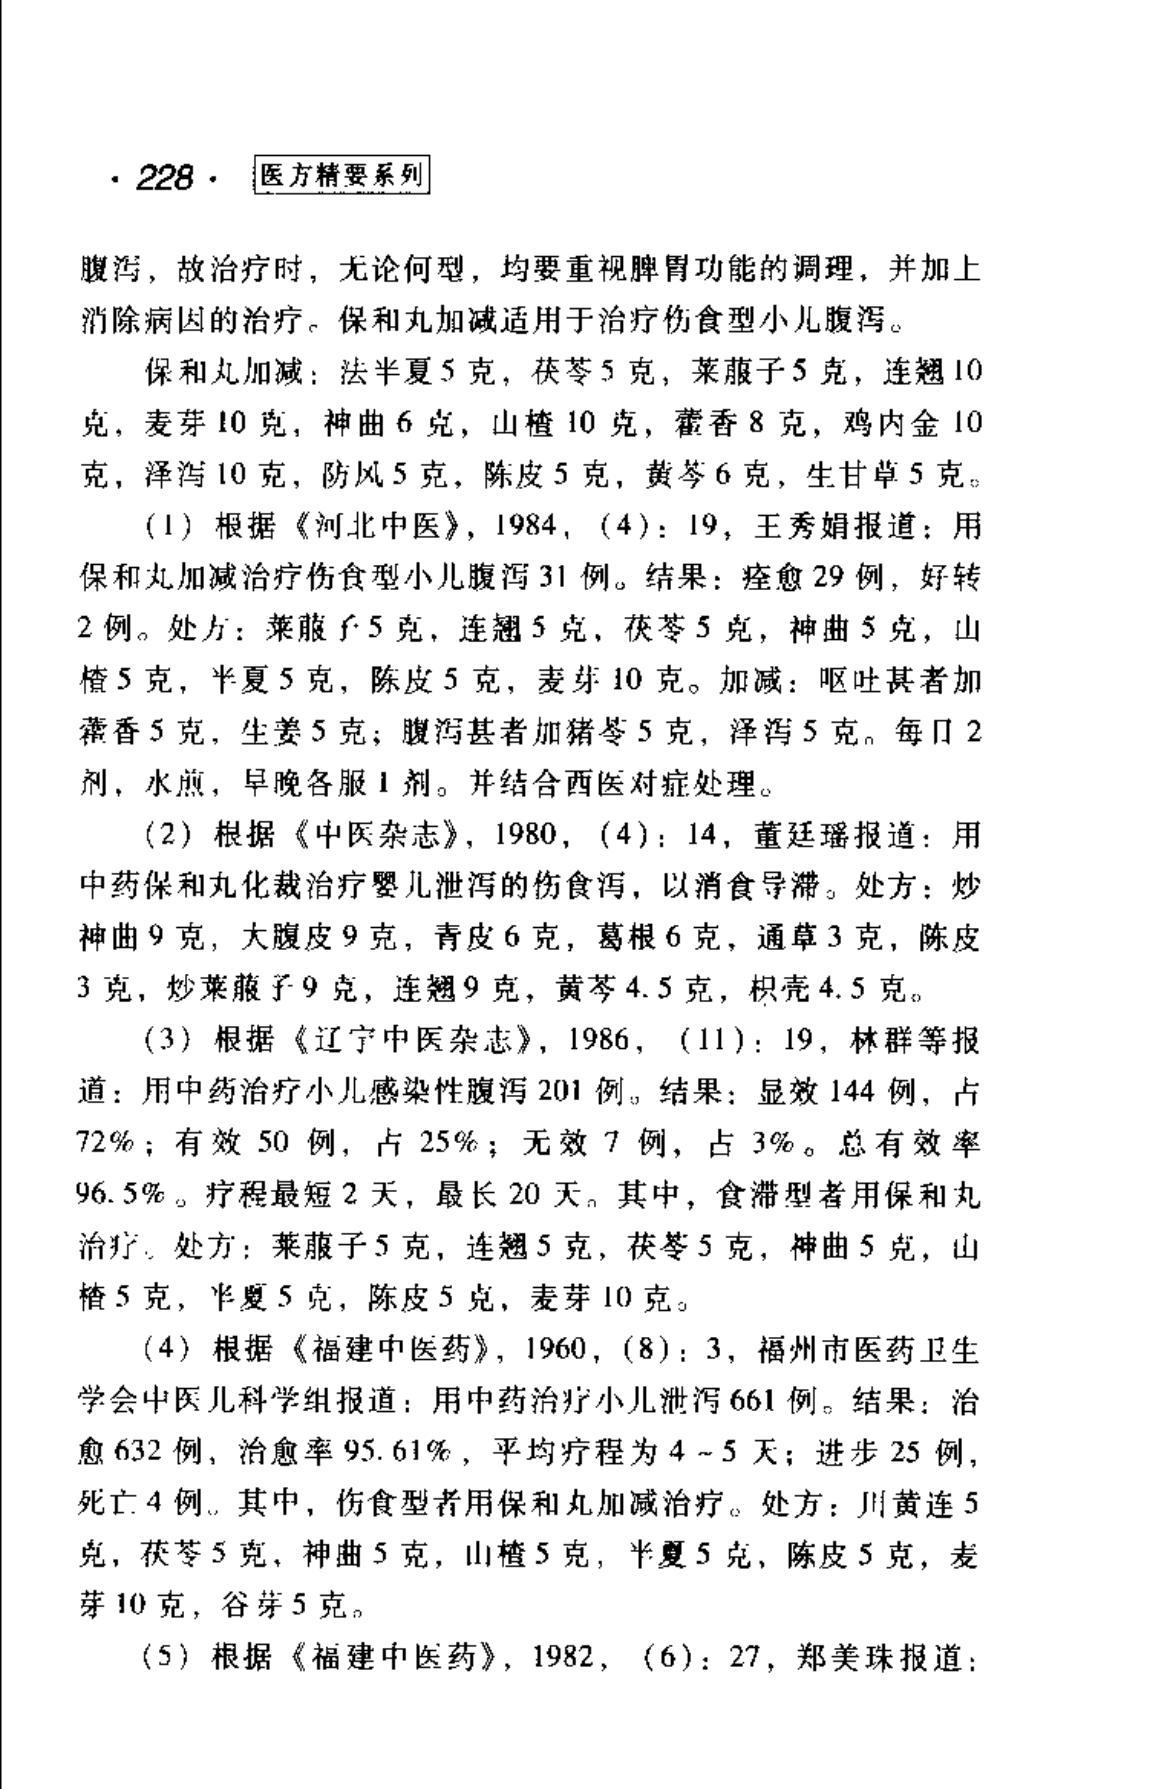 · 228 · 医方精要系列
腹泻，故治疗时，无论何型，均要重视脾胃功能的调理，并加上
消除病因的治疗。保和丸加减适用于治疗伤食型小儿腹泻。
保和丸加减：法半夏5克，茯苓5克，莱菔子5克，连翘10
克，麦芽10克，神曲6克，山楂10克，藿香8克，鸡内金10
克，泽泻10克，防风5克，陈皮5克，黄芩6克，生甘草5克。
（1）根据《河北中医》，1984，（4）：19，王秀娟报道：用
保和丸加减治疗伤食型小儿腹泻31例。结果：痊愈29例，好转
2例。处方：莱菔子5克，连翘5克，茯苓5克，神曲5克，山
楂5克，半夏5克，陈皮5克，麦芽10克。加减：呕吐甚者加
藿香5克，生姜5克；腹泻甚者加猪苓5克，泽泻5克。每日2
剂，水煎，早晚各服1剂。并结合西医对症处理。
（2）根据《中医杂志》，1980，（4）：14，董廷瑶报道：用
中药保和丸化裁治疗婴儿泄泻的伤食泻，以消食导滞。处方：炒
神曲9克，大腹皮9克，青皮6克，葛根6克，通草3克，陈皮
3克，炒莱菔子9克，连翘9克，黄芩4.5克，枳壳4.5克。
（3）根据《辽宁中医杂志》，1986，（11）：19，林群等报
道：用中药治疗小儿感染性腹泻201例。结果：显效144例，占
72%；有效50例，占25%；无效7例，占3%。总有效率
96.5%。疗程最短2天，最长20天。其中，食滞型者用保和丸
治疗。处方：莱菔子5克，连翘5克，茯苓5克，神曲5克，山
楂5克，半夏5克，陈皮5克，麦芽10克。
（4）根据《福建中医药》，1960，（8）：3，福州市医药卫生
学会中医儿科学组报道：用中药治疗小儿泄泻661例。结果：治
愈632例，治愈率95.61%，平均疗程为4~5天；进步25例，
死亡4例。其中，伤食型者用保和丸加减治疗。处方：川黄连5
克，茯苓5克，神曲5克，山楂5克，半夏5克，陈皮5克，麦
芽10克，谷芽5克。
（5）根据《福建中医药》，1982，（6）：27，郑美珠报道：